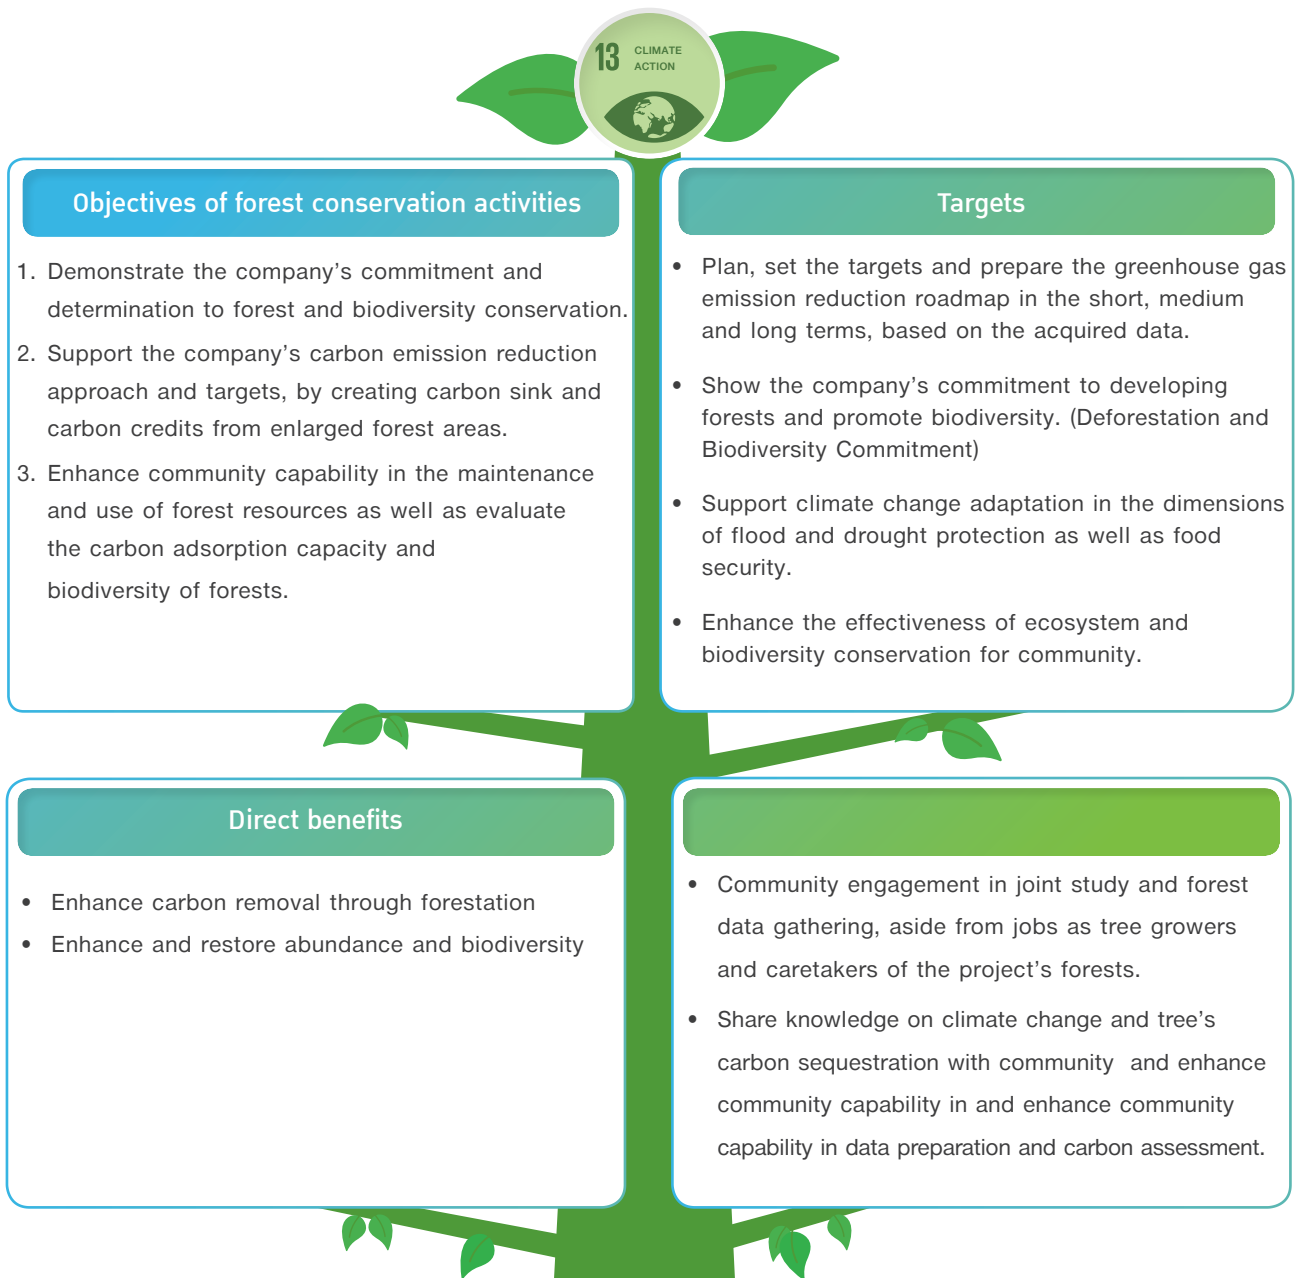 13 CLIMATE
ACTION
Objectives of forest conservation activities
1. Demonstrate the company's commitment and
determination to forest and biodiversity conservation.
2. Support the company's carbon emission reduction
approach and targets, by creating carbon sink and
carbon credits from enlarged forest areas.
3. Enhance community capability in the maintenance
and use of forest resources as well as evaluate
the carbon adsorption capacity and
biodiversity of forests.
Targets
• Plan, set the targets and prepare the greenhouse gas
emission reduction roadmap in the short, medium
and long terms, based on the acquired data.
• Show the company's commitment to developing
forests and promote biodiversity. (Deforestation and
Biodiversity Commitment)
• Support climate change adaptation in the dimensions
of flood and drought protection as well as food
security.
• Enhance the effectiveness of ecosystem and
biodiversity conservation for community.
Direct benefits
• Enhance carbon removal through forestation
• Enhance and restore abundance and biodiversity
• Community engagement in joint study and forest
data gathering, aside from jobs as tree growers
and caretakers of the project's forests.
• Share knowledge on climate change and tree's
carbon sequestration with community and enhance
community capability in and enhance community
capability in data preparation and carbon assessment.